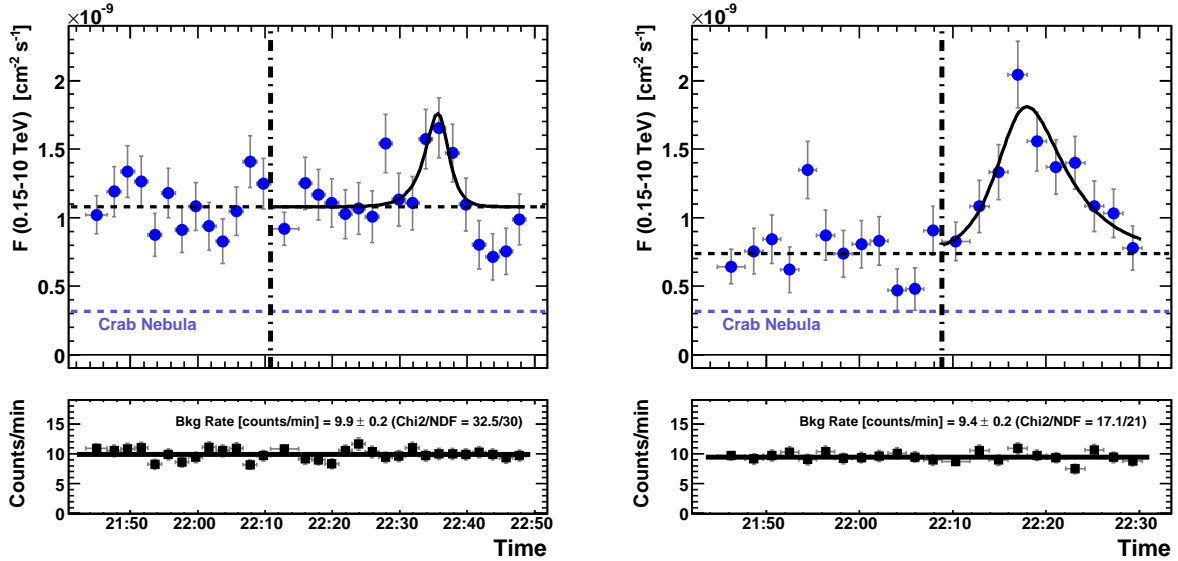 ×10⁻⁹
F (0.15-10 TeV) [cm⁻² s⁻¹]
2
1.5
1
0.5
0
Crab Nebula
Counts/min
Bkg Rate [counts/min] = 9.9 ± 0.2 (Chi2/NDF = 32.5/30)
15
10
5
0
21:50 22:00 22:10 22:20 22:30 22:40 22:50
Time
×10⁻⁹
F (0.15-10 TeV) [cm⁻² s⁻¹]
2
1.5
1
0.5
0
Crab Nebula
Counts/min
Bkg Rate [counts/min] = 9.4 ± 0.2 (Chi2/NDF = 17.1/21)
15
10
5
0
21:50 22:00 22:10 22:20 22:30
Time